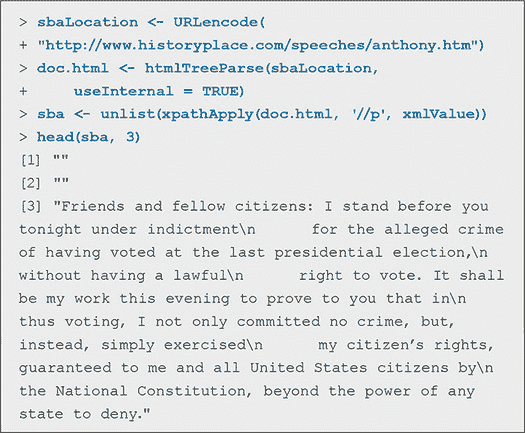 > sbaLocation <- URLencode(
+ "http://www.historyplace.com/speeches/anthony.htm")
> doc.html <- htmlTreeParse(sbaLocation,
+     useInternal = TRUE)
> sba <- unlist(xpathApply(doc.html, '//p', xmlValue))
> head(sba, 3)
[1] ""
[2] ""
[3] "Friends and fellow citizens: I stand before you
tonight under indictment\n      for the alleged crime
of having voted at the last presidential election,\n
without having a lawful\n      right to vote. It shall
be my work this evening to prove to you that in\n
thus voting, I not only committed no crime, but,
instead, simply exercised\n      my citizen’s rights,
guaranteed to me and all United States citizens by\n
the National Constitution, beyond the power of any
state to deny."